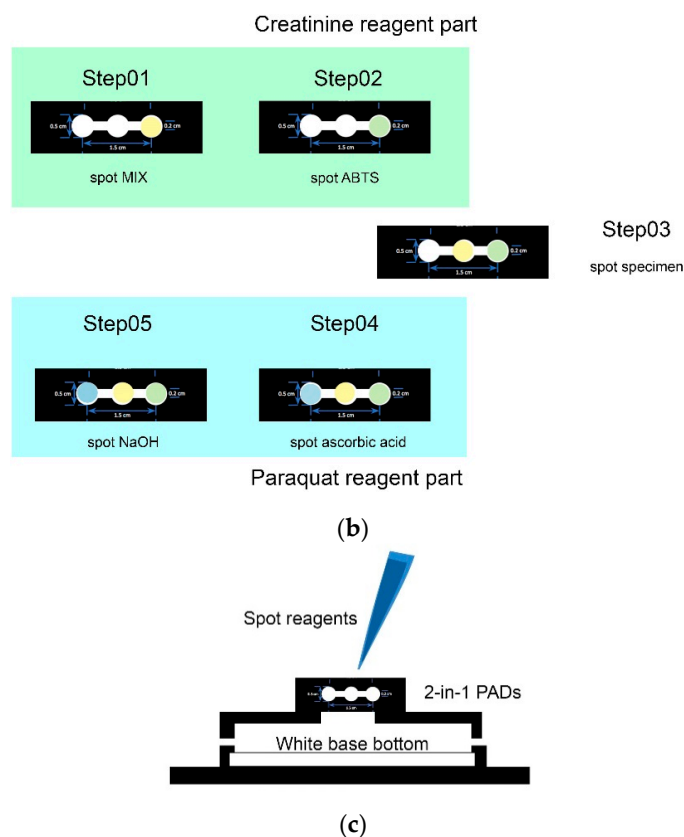 Creatinine reagent part
Step01
Step02
0.5 cm
0.2 cm
1.5 cm
0.5 cm
0.2 cm
1.5 cm
spot MIX
spot ABTS
Step03
0.5 cm
0.2 cm
1.5 cm
spot specimen
Step05
Step04
0.5 cm
0.2 cm
1.5 cm
0.5 cm
0.2 cm
1.5 cm
spot NaOH
spot ascorbic acid
Paraquat reagent part
(b)
Spot reagents
2-in-1 PADs
White base bottom
(c)